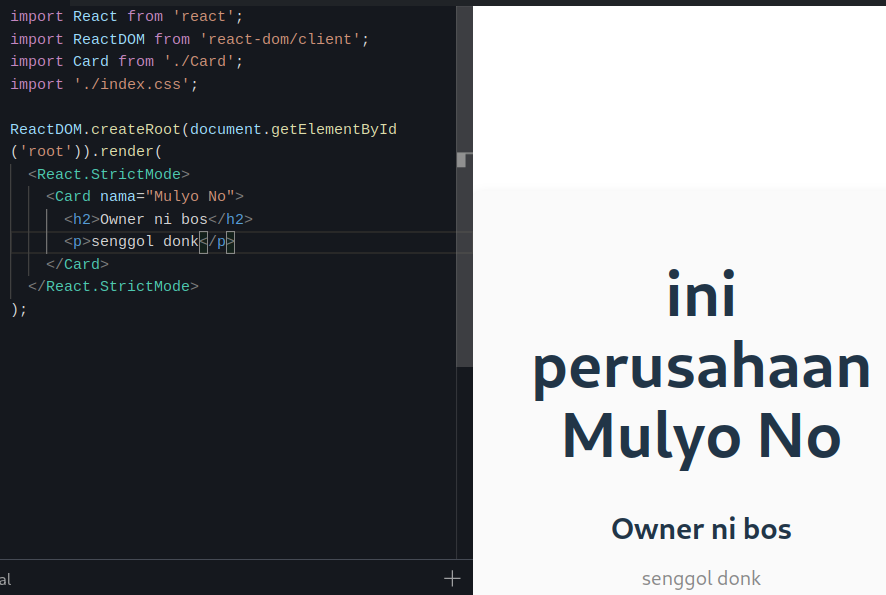 import React from 'react';
import ReactDOM from 'react-dom/client';
import Card from './Card';
import './index.css';
ReactDOM.createRoot(document.getElementById
('root')).render(
<React.StrictMode>
<Card nama="Mulyo No">
<h2>Owner ni bos</h2>
<p>senggol donk</p>
</Card>
</React.StrictMode>
);
al
ini
perusahaan
Mulyo No
Owner ni bos
senggol donk